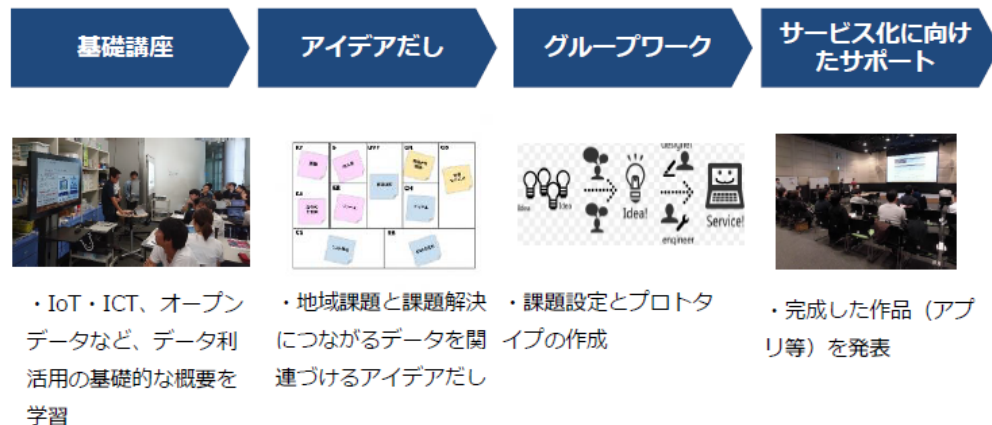 基礎講座
アイデアだし
グループワーク
サービス化に向け
たサポート
Idea
Idea
Idea!
designer
engineer
Service!
・IoT・ICT、オープン
データなど、データ利
活用の基礎的な概要を
学習
・地域課題と課題解決
につながるデータを関
連づけるアイデアだし
・課題設定とプロトタ
イプの作成
・完成した作品（アプ
リ等）を発表